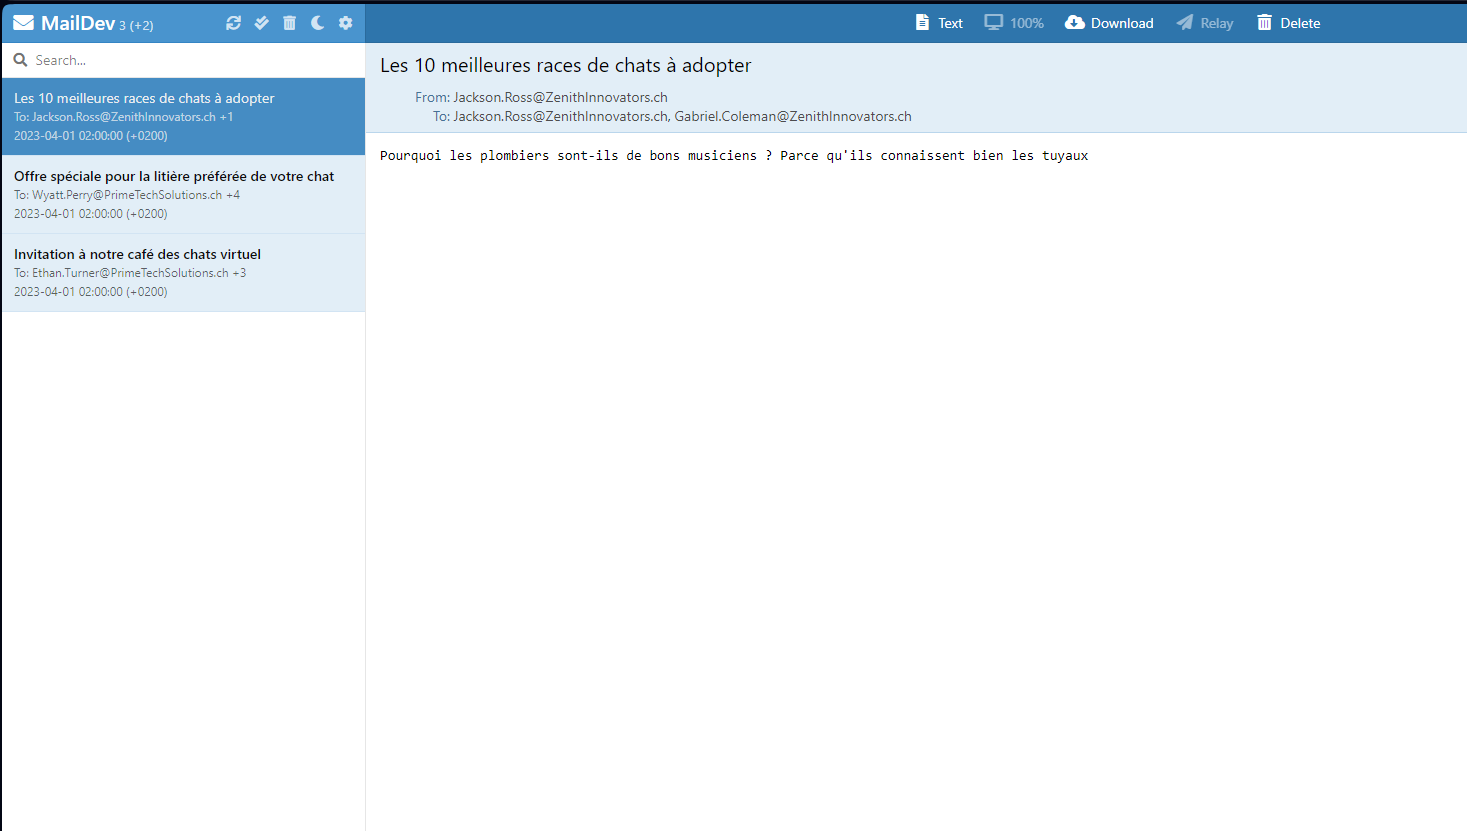 MailDev 3 (+2)
Text 100% Download Relay Delete
Search...
Les 10 meilleures races de chats à adopter
To: Jackson.Ross@ZenithInnovators.ch +1
2023-04-01 02:00:00 (+0200)
Offre spéciale pour la litière préférée de votre chat
To: Wyatt.Perry@PrimeTechSolutions.ch +4
2023-04-01 02:00:00 (+0200)
Invitation à notre café des chats virtuel
To: Ethan.Turner@PrimeTechSolutions.ch +3
2023-04-01 02:00:00 (+0200)
Les 10 meilleures races de chats à adopter
From: Jackson.Ross@ZenithInnovators.ch
To: Jackson.Ross@ZenithInnovators.ch, Gabriel.Coleman@ZenithInnovators.ch
Pourquoi les plombiers sont-ils de bons musiciens ? Parce qu'ils connaissent bien les tuyaux